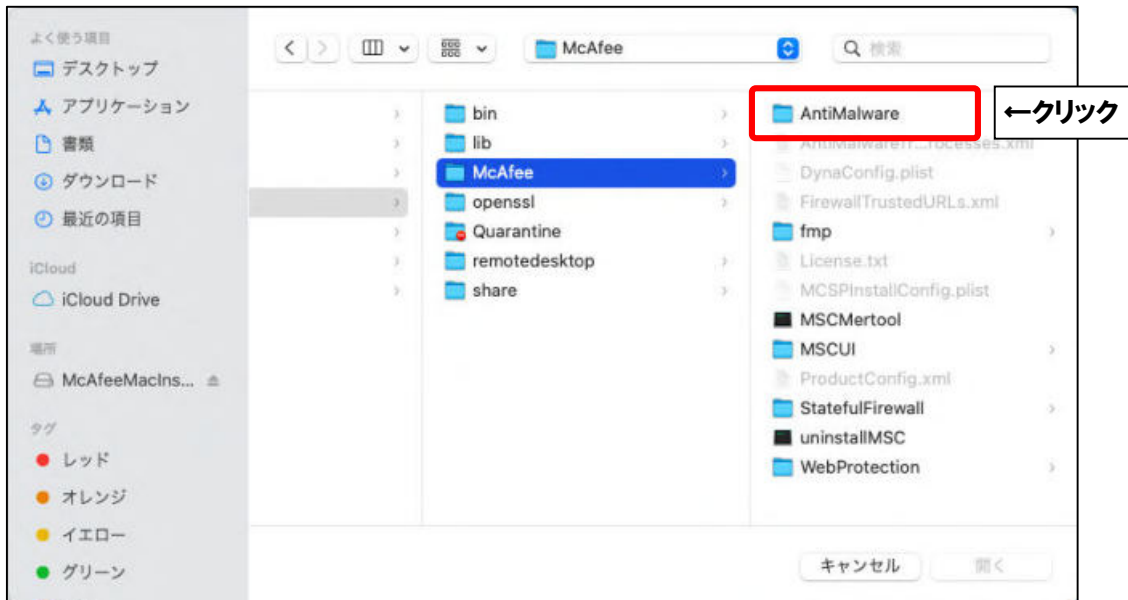 よく使う項目
デスクトップ
アプリケーション
書類
ダウンロード
最近の項目
iCloud
iCloud Drive
場所
McAfeeMacIns...
タグ
レッド
オレンジ
イエロー
グリーン
McAfee
検索
bin
lib
McAfee
openssl
Quarantine
remotedesktop
share
AntiMalware
AntiMalwareTr...rocesses.xml
DynaConfig.plist
FirewallTrustedURLs.xml
fmp
License.txt
MCSPInstallConfig.plist
MSCMertool
MSCUI
ProductConfig.xml
StatefulFirewall
uninstallMSC
WebProtection
←クリック
キャンセル
開く